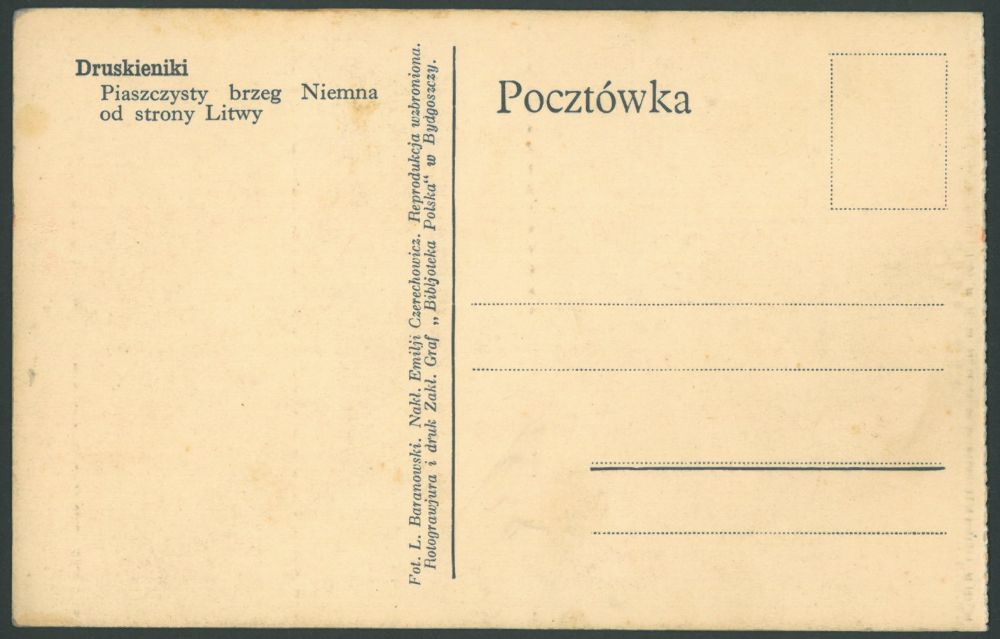 Druskieniki
Piaszczysty brzeg Niemna
od strony Litwy
Fot. L. Baranowski. Nakł. Emilji Czerechowicz. Reprodukcja wzbroniona.
Rotograwjura i druk Zakł. Graf „Bibljoteka Polska“ w Bydgoszczy.
Pocztówka